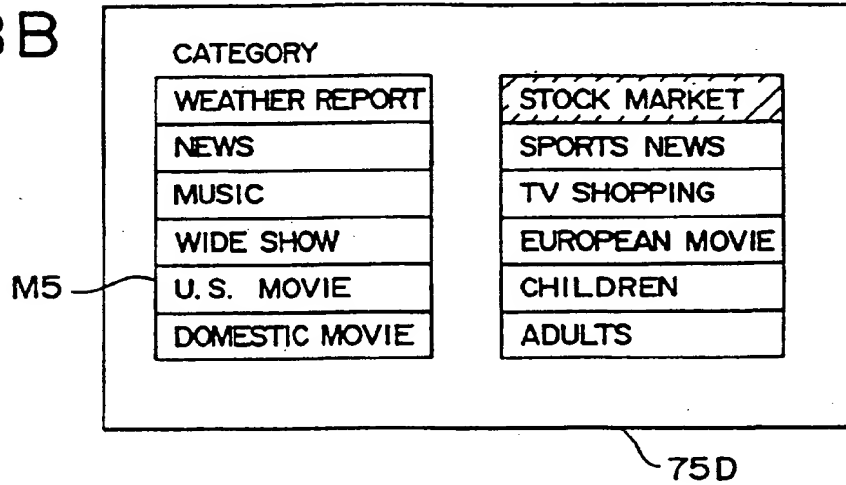 3B
CATEGORY
WEATHER REPORT
NEWS
MUSIC
WIDE SHOW
U.S. MOVIE
DOMESTIC MOVIE
STOCK MARKET
SPORTS NEWS
TV SHOPPING
EUROPEAN MOVIE
CHILDREN
ADULTS
M5
75D